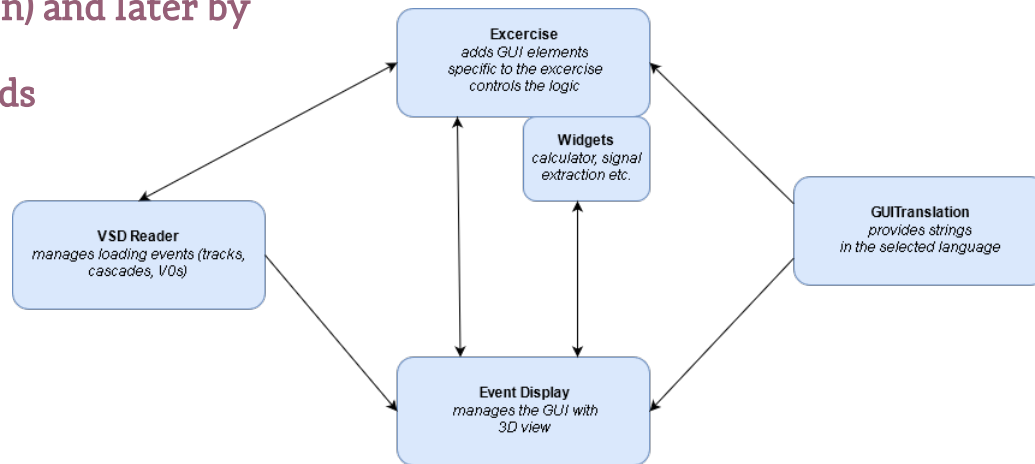 n) and later by
ds
Excercise
adds GUI elements
specific to the excercise
controls the logic
Widgets
calculator, signal
extraction etc.
VSD Reader
manages loading events (tracks,
cascades, V0s)
GUITranslation
provides strings
in the selected language
Event Display
manages the GUI with
3D view